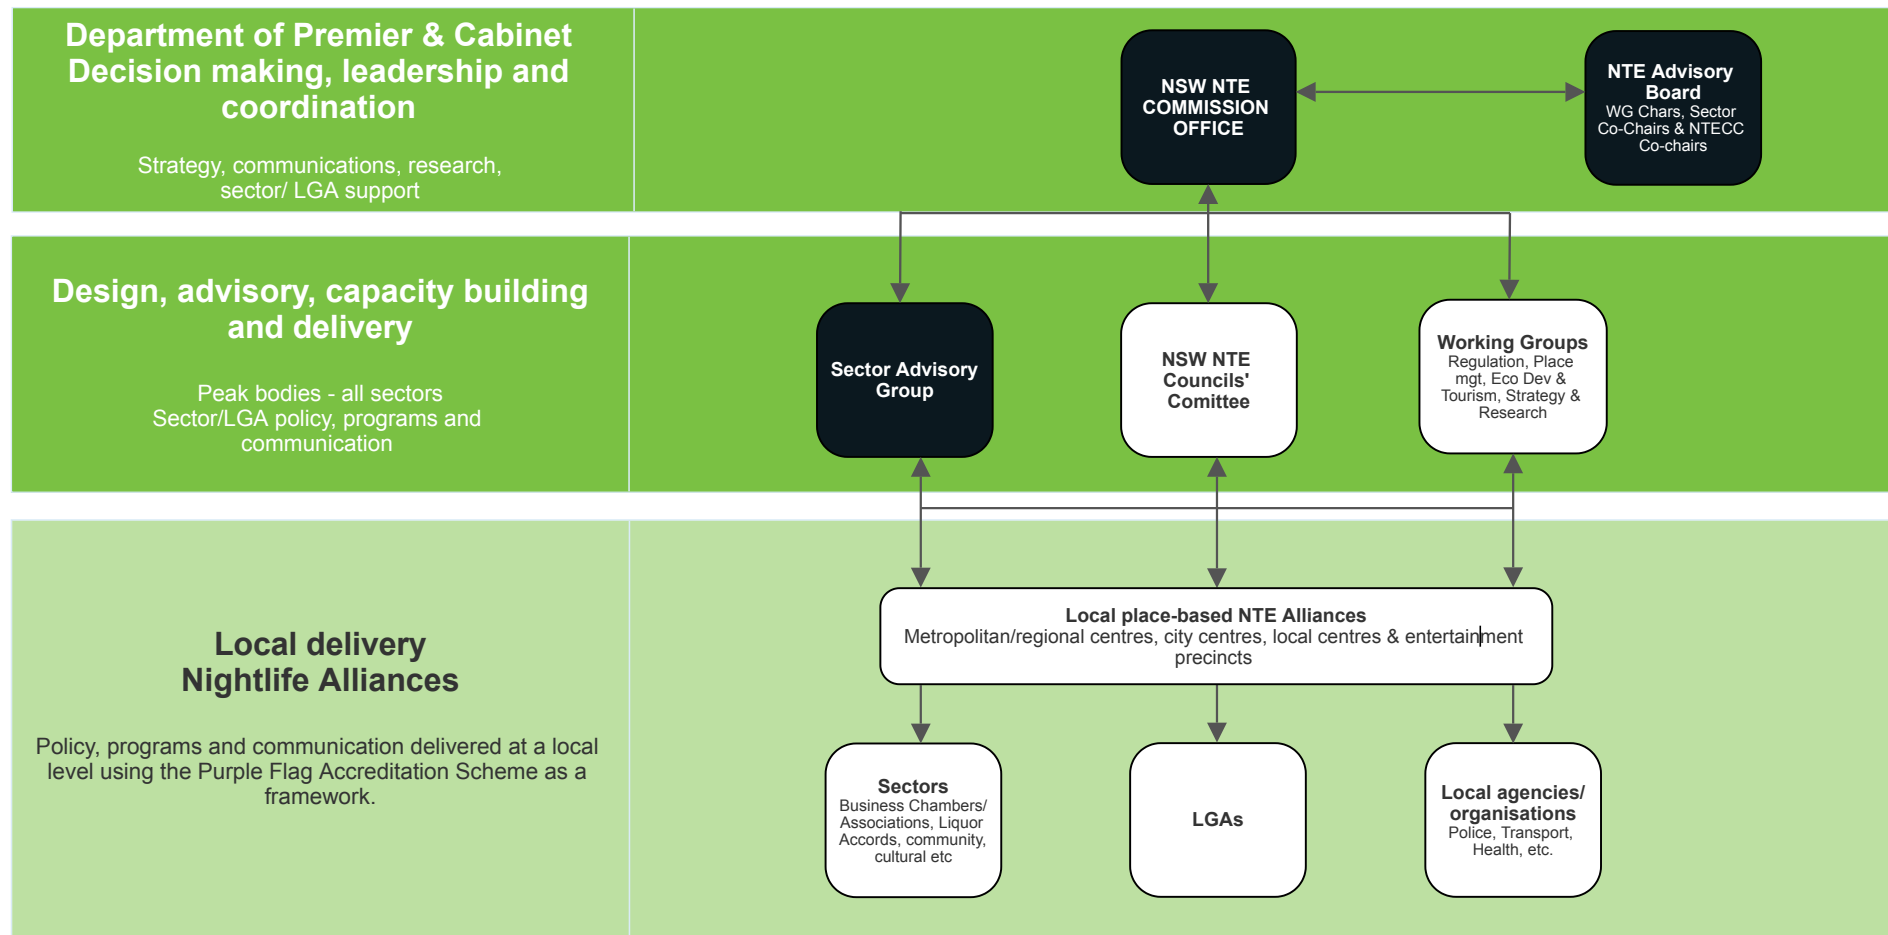 Department of Premier & Cabinet
Decision making, leadership and
coordination
Strategy, communications, research,
sector/ LGA support
NSW NTE
COMMISSION
OFFICE
NTE Advisory
Board
WG Chars, Sector
Co-Chairs & NTECC
Co-chairs
Design, advisory, capacity building
and delivery
Peak bodies - all sectors
Sector/LGA policy, programs and
communication
Sector Advisory
Group
NSW NTE
Councils'
Comittee
Working Groups
Regulation, Place
mgt, Eco Dev &
Tourism, Strategy &
Research
Local delivery
Nightlife Alliances
Policy, programs and communication delivered at a local
level using the Purple Flag Accreditation Scheme as a
framework.
Local place-based NTE Alliances
Metropolitan/regional centres, city centres, local centres & entertainment
precincts
Sectors
Business Chambers/
Associations, Liquor
Accords, community,
cultural etc
LGAs
Local agencies/
organisations
Police, Transport,
Health, etc.